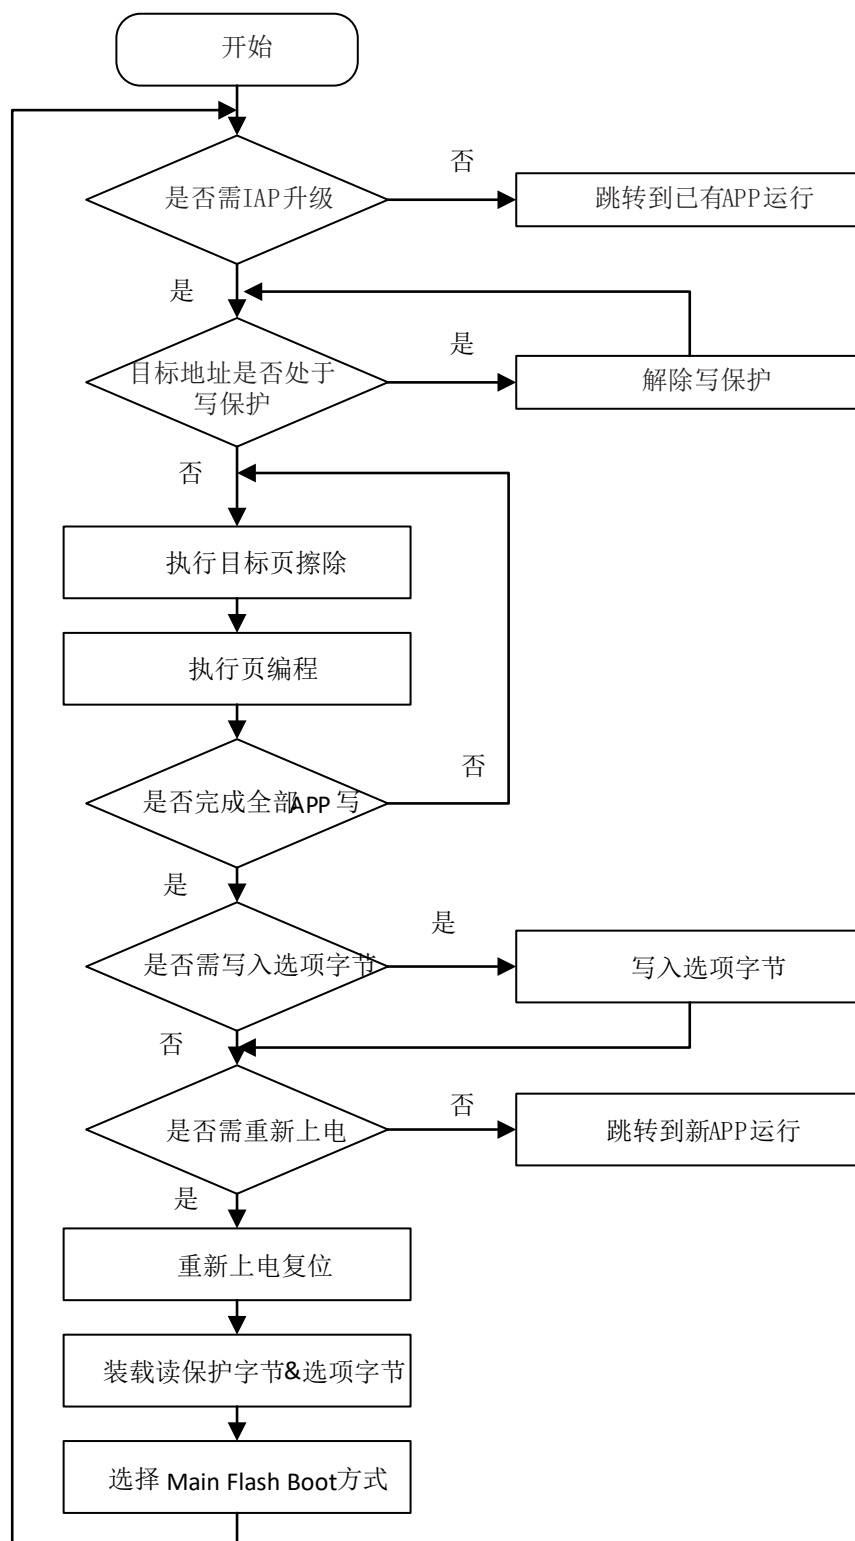 开始
否
是否需IAP升级
跳转到已有APP运行
是
是
目标地址是否处于
写保护
解除写保护
否
执行目标页擦除
执行页编程
否
是否完成全部APP 写
是
是
是否需写入选项字节
写入选项字节
否
否
是否需重新上电
跳转到新APP运行
是
重新上电复位
装载读保护字节&选项字节
选择 Main Flash Boot方式